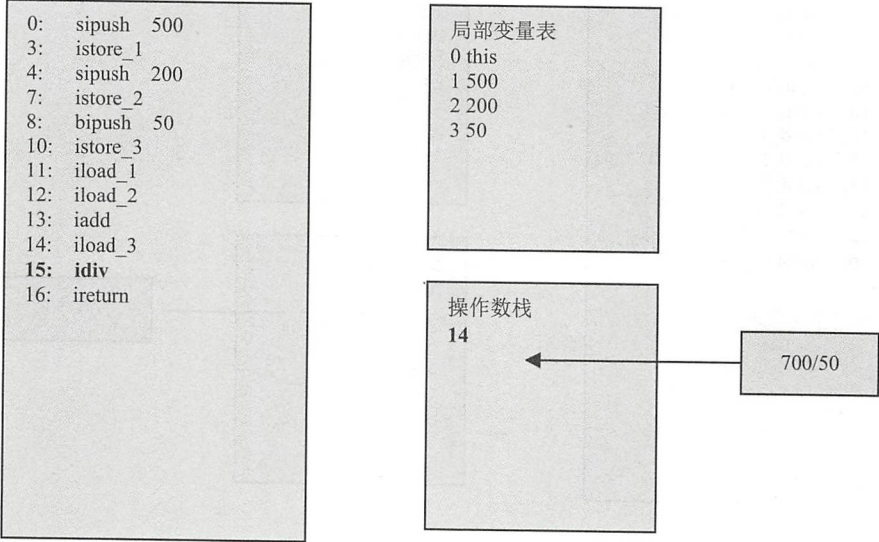 0: sipush 500
3: istore_1
4: sipush 200
7: istore_2
8: bipush 50
10: istore_3
11: iload_1
12: iload_2
13: iadd
14: iload_3
15: idiv
16: ireturn
局部变量表
0 this
1 500
2 200
3 50
操作数栈
14
700/50